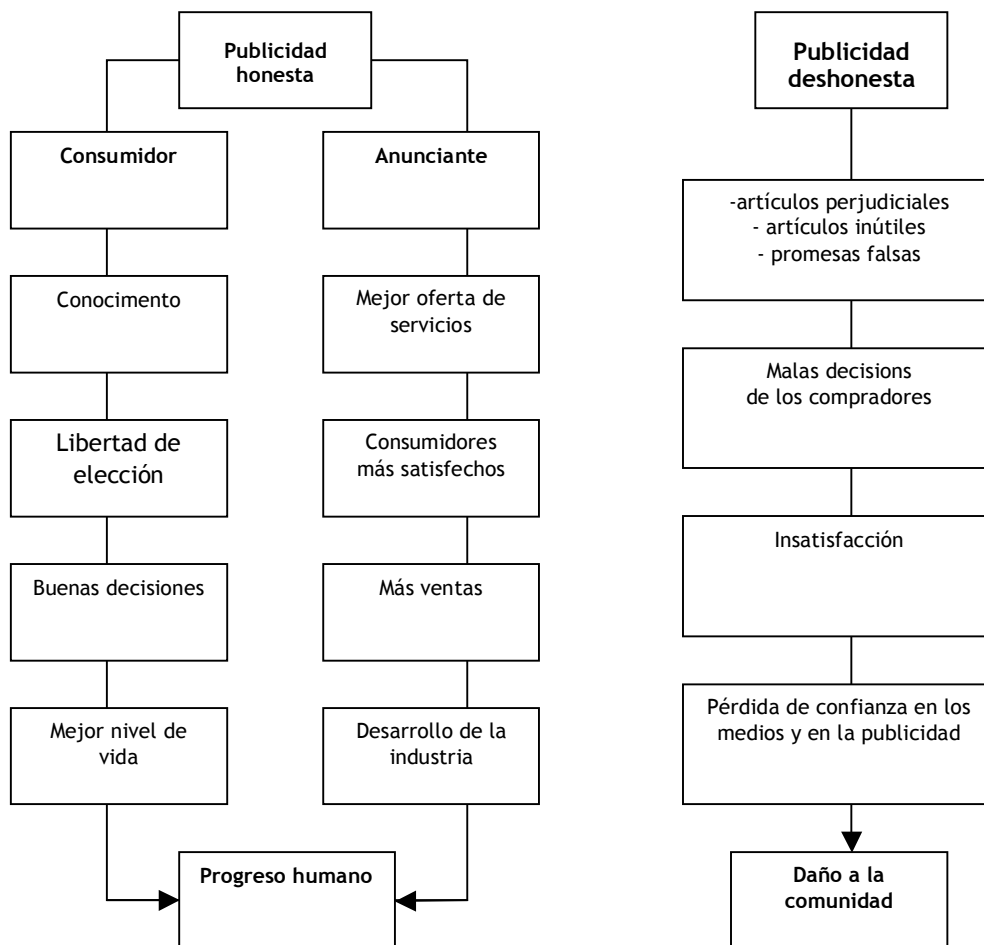 Publicidad
honesta
Consumidor
Conocimento
Libertad de
elección
Buenas decisiones
Mejor nivel de
vida
Anunciante
Mejor oferta de
servicios
Consumidores
más satisfechos
Más ventas
Desarrollo de la
industria
Progreso humano
Publicidad
deshonesta
-artículos perjudiciales
- artículos inútiles
- promesas falsas
Malas decisions
de los compradores
Insatisfacción
Pérdida de confianza en los
medios y en la publicidad
Daño a la
comunidad